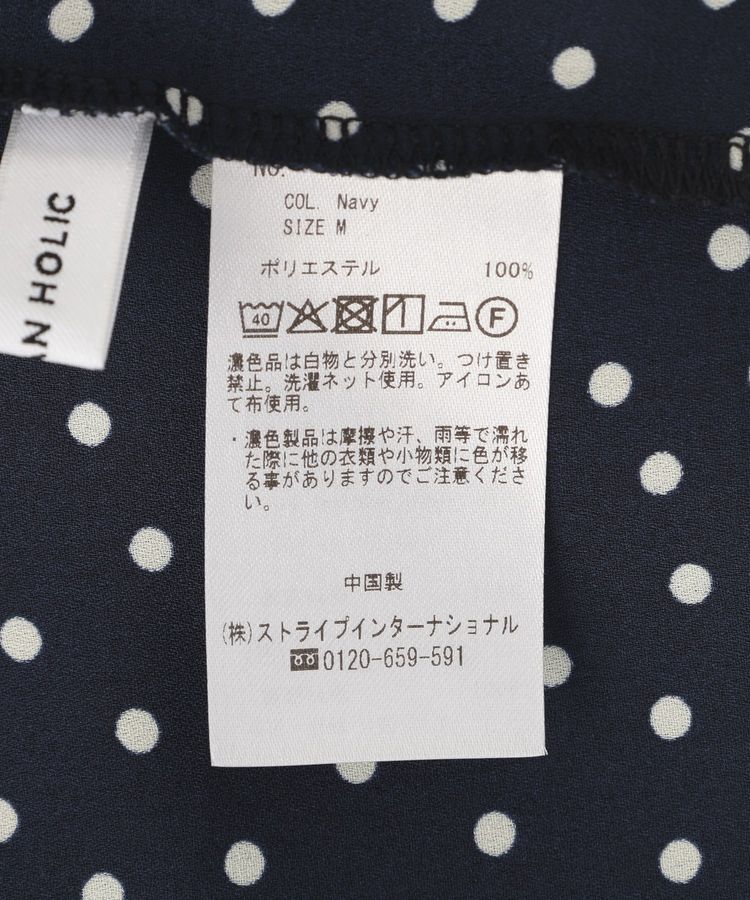 AN HOLIC
NO.
COL. Navy
SIZE M
ポリエステル 100%
40 F
濃色品は白物と分別洗い。つけ置き
禁止。洗濯ネット使用。アイロンあ
て布使用。
・濃色製品は摩擦や汗、雨等で濡れ
た際に他の衣類や小物類に色が移
る事がありますのでご注意くださ
い。
中国製
(株)ストライプインターナショナル
0120-659-591